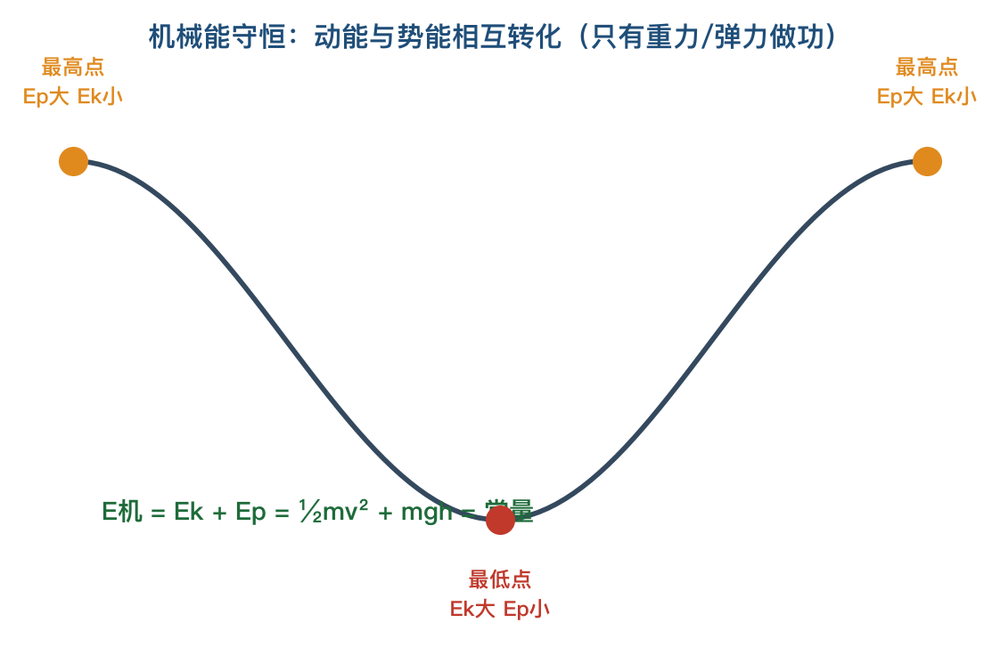 机械能守恒：动能与势能相互转化（只有重力/弹力做功）
最高点
Ep大 Ek小
最高点
Ep大 Ek小
E机 = Ek + Ep = ½mv² + mgh = 常量
最低点
Ek大 Ep小